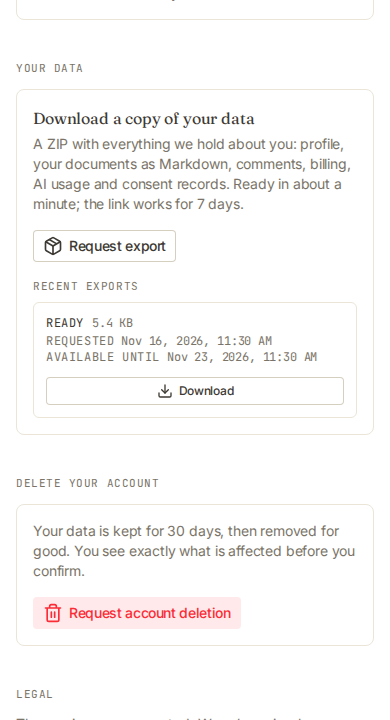 YOUR DATA
Download a copy of your data
A ZIP with everything we hold about you: profile,
your documents as Markdown, comments, billing,
AI usage and consent records. Ready in about a
minute; the link works for 7 days.
Request export
RECENT EXPORTS
READY 5.4 KB
REQUESTED Nov 16, 2026, 11:30 AM
AVAILABLE UNTIL Nov 23, 2026, 11:30 AM
Download
DELETE YOUR ACCOUNT
Your data is kept for 30 days, then removed for
good. You see exactly what is affected before you
confirm.
Request account deletion
LEGAL